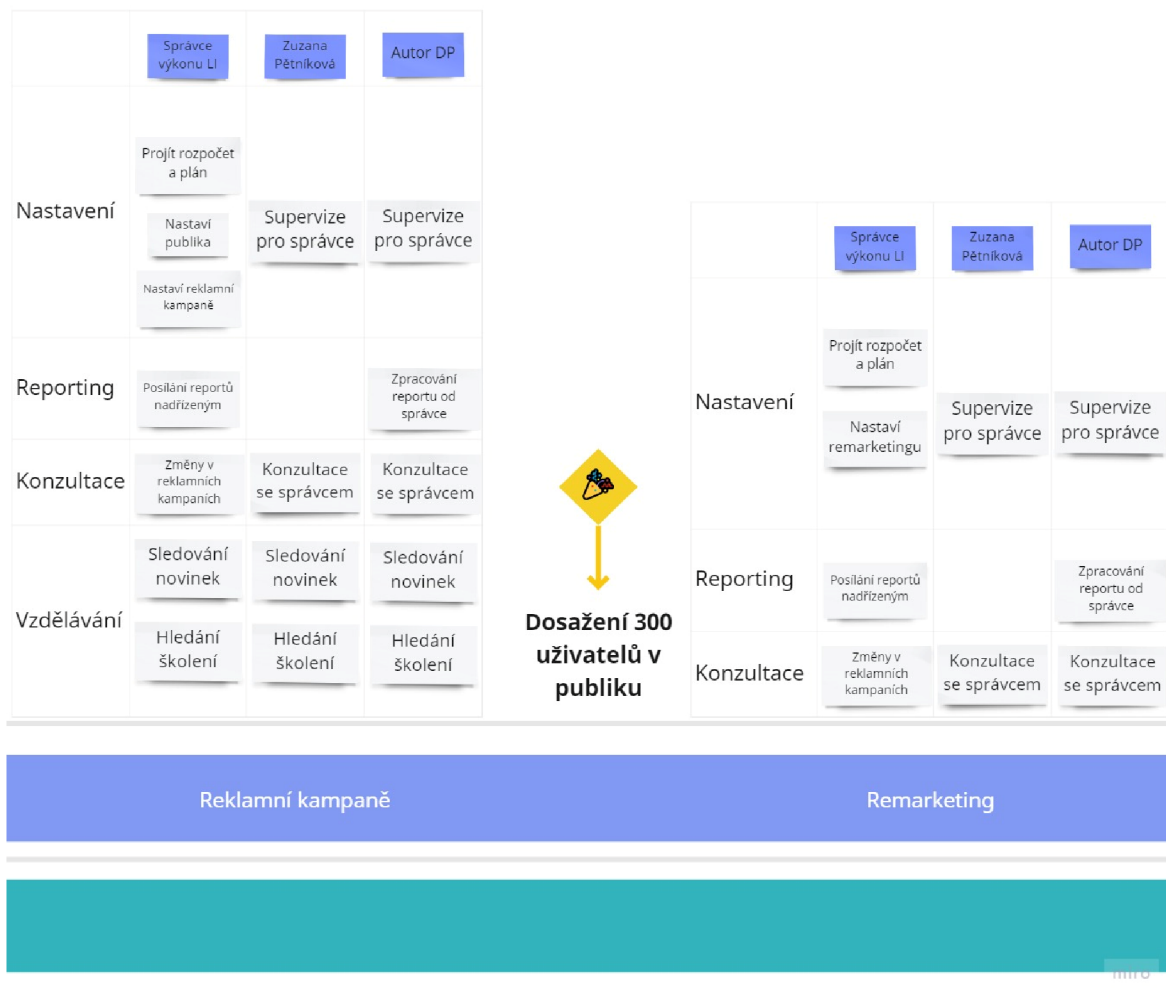 Správce
výkonu LI
Zuzana
Pětníková
Autor DP
Nastavení
Projít rozpočet
a plán
Nastaví
publika
Nastaví reklamní
kampaně
Supervize
pro správce
Supervize
pro správce
Reporting
Posílání reportů
nadřízeným
Zpracování
reportu od
správce
Konzultace
Změny v
reklamních
kampaních
Konzultace
se správcem
Konzultace
se správcem
Vzdělávání
Sledování
novinek
Sledování
novinek
Sledování
novinek
Hledání
školení
Hledání
školení
Hledání
školení
Dosažení 300
uživatelů v
publiku
Správce
výkonu LI
Zuzana
Pětníková
Autor DP
Nastavení
Projít rozpočet
a plán
Nastaví
remarketingu
Supervize
pro správce
Supervize
pro správce
Reporting
Posílání reportů
nadřízeným
Zpracování
reportu od
správce
Konzultace
Změny v
reklamních
kampaních
Konzultace
se správcem
Konzultace
se správcem
Reklamní kampaně
Remarketing
miro